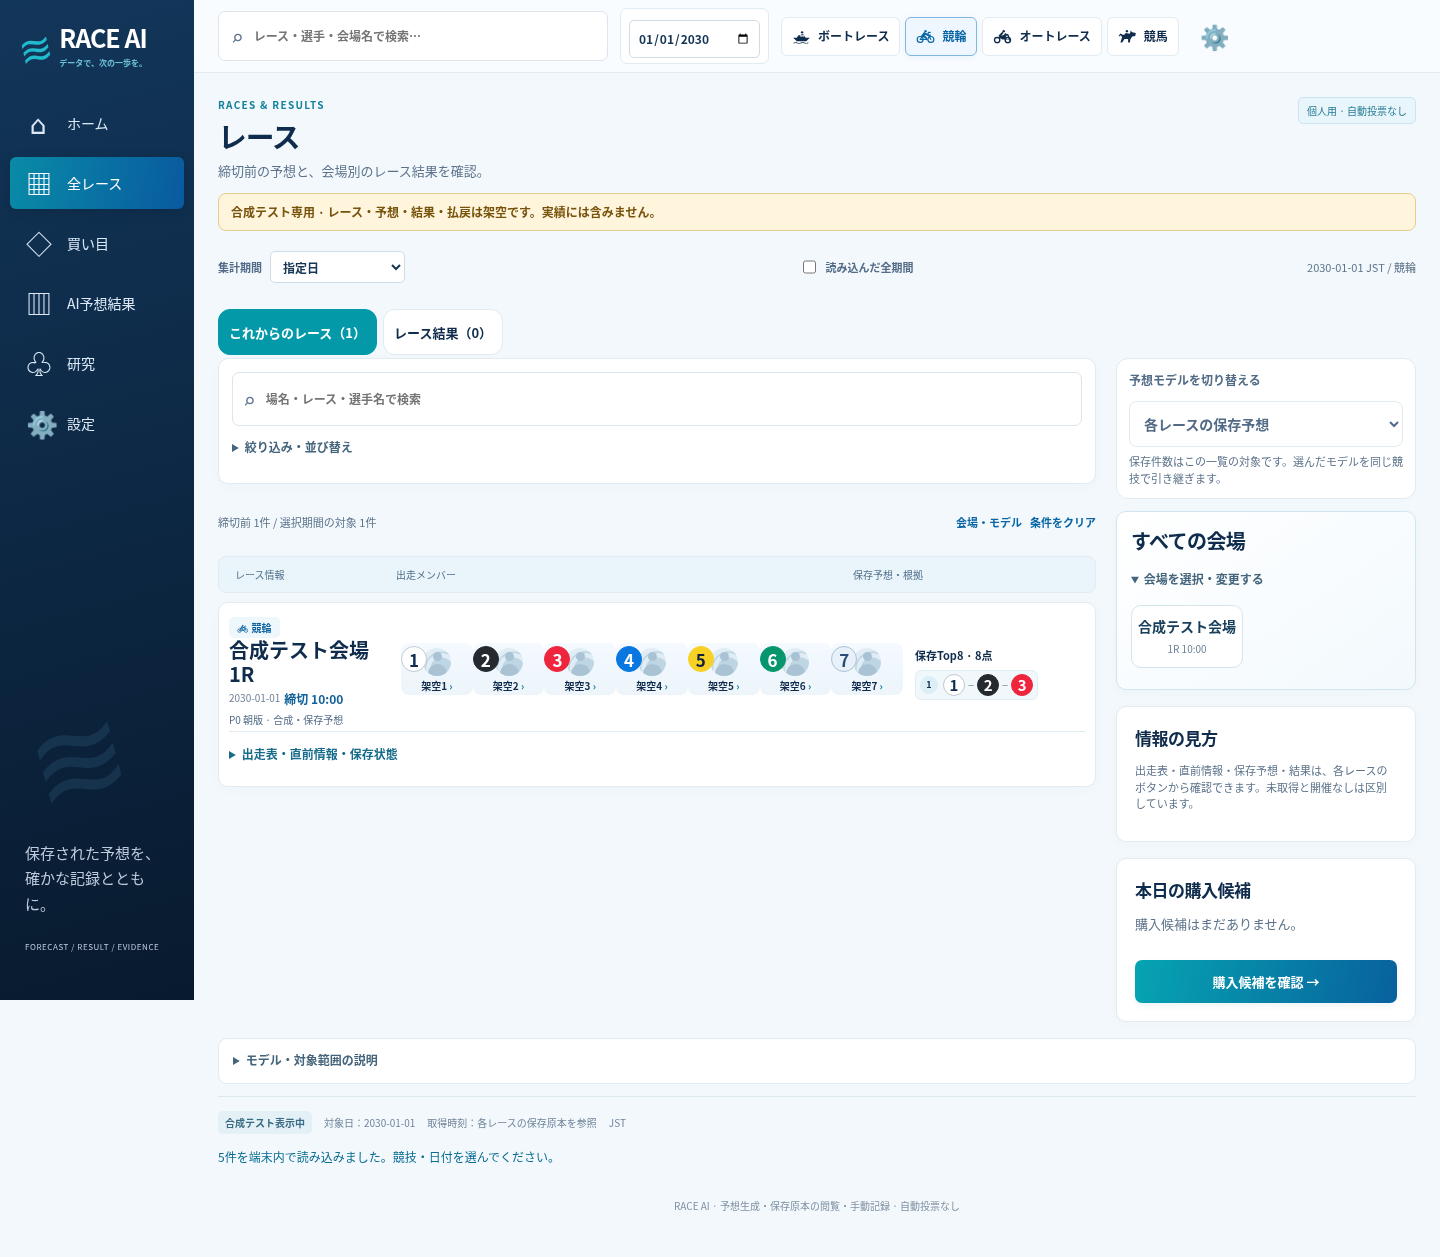 RACE AI
データで、次の一歩を。
ホーム
全レース
買い目
AI予想結果
研究
設定
保存された予想を、
確かな記録ととも
に。
FORECAST / RESULT / EVIDENCE
レース・選手・会場名で検索…
01/01/2030
ボートレース
競輪
オートレース
競馬
RACES & RESULTS
個人用・自動投票なし
レース
締切前の予想と、会場別のレース結果を確認。
合成テスト専用・レース・予想・結果・払戻は架空です。実績には含みません。
集計期間
指定日
読み込んだ全期間
2030-01-01 JST / 競輪
これからのレース（1）
レース結果（0）
場名・レース・選手名で検索
絞り込み・並び替え
締切前 1件 / 選択期間の対象 1件
会場・モデル 条件をクリア
レース情報
出走メンバー
保存予想・根拠
競輪
合成テスト会場
1R
2030-01-01 締切 10:00
P0 朝版・合成・保存予想
1
架空1 ›
2
架空2 ›
3
架空3 ›
4
架空4 ›
5
架空5 ›
6
架空6 ›
7
架空7 ›
保存Top8・8点
1 1 – 2 – 3
出走表・直前情報・保存状態
予想モデルを切り替える
各レースの保存予想
保存件数はこの一覧の対象です。選んだモデルを同じ競
技で引き継ぎます。
すべての会場
会場を選択・変更する
合成テスト会場
1R 10:00
情報の見方
出走表・直前情報・保存予想・結果は、各レースの
ボタンから確認できます。未取得と開催なしは区別
しています。
本日の購入候補
購入候補はまだありません。
購入候補を確認 →
モデル・対象範囲の説明
合成テスト表示中
対象日：2030-01-01
取得時刻：各レースの保存原本を参照
JST
5件を端末内で読み込みました。競技・日付を選んでください。
RACE AI・予想生成・保存原本の閲覧・手動記録・自動投票なし